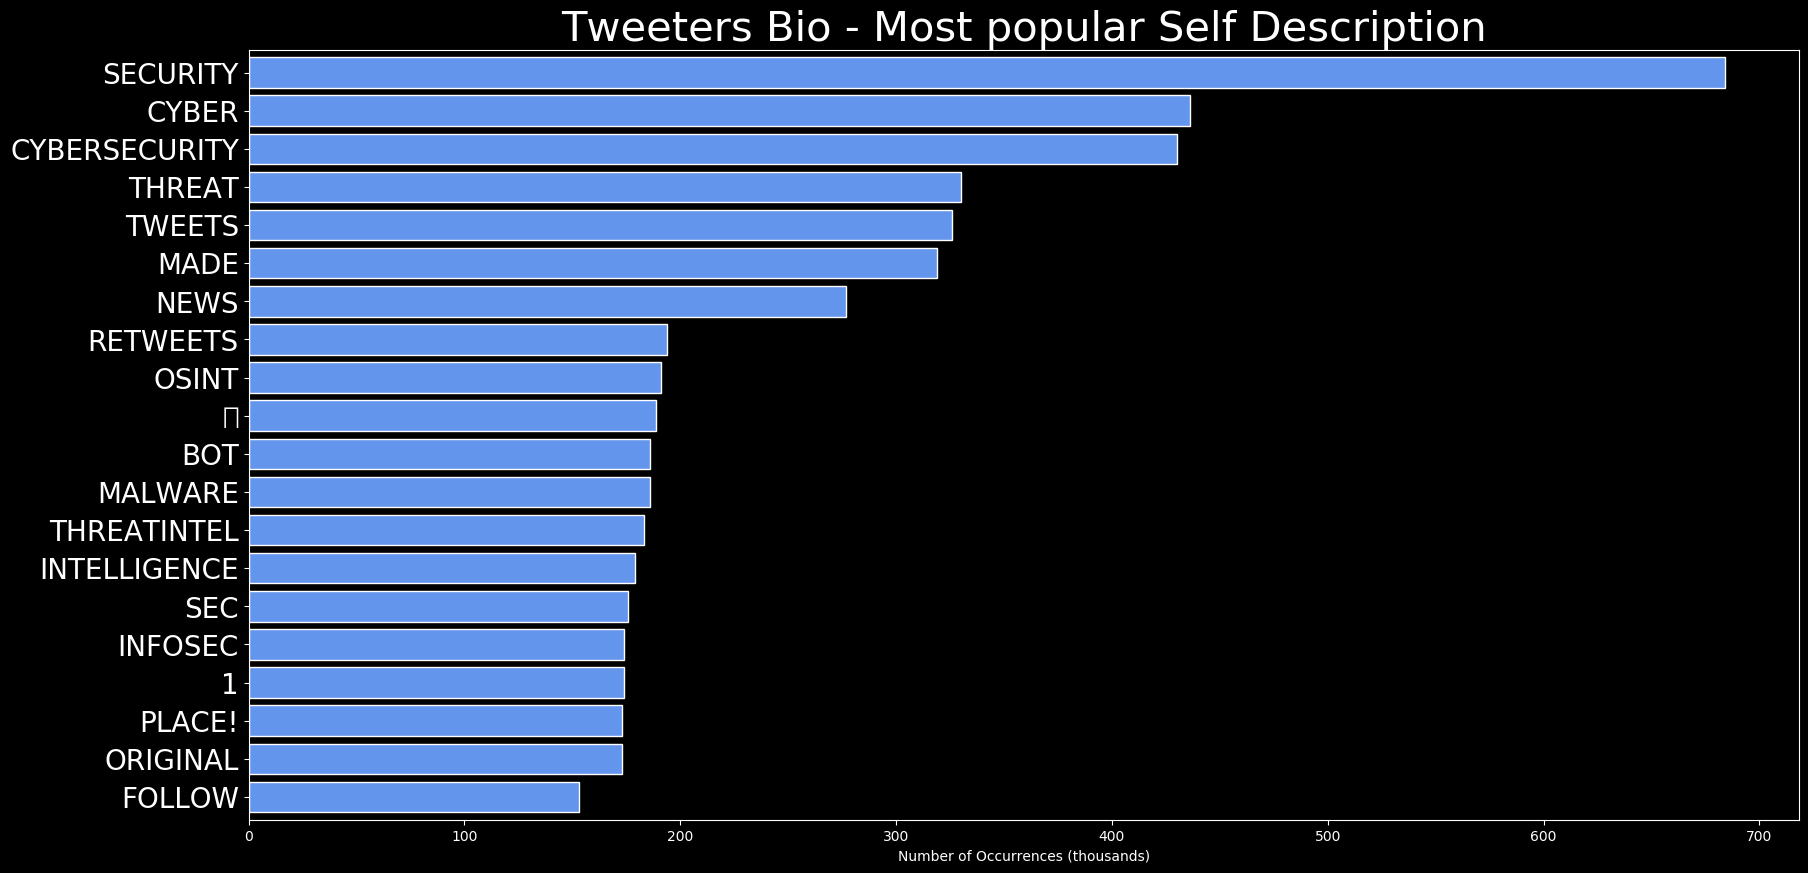 Tweeters Bio - Most popular Self Description
SECURITY
CYBER
CYBERSECURITY
THREAT
TWEETS
MADE
NEWS
RETWEETS
OSINT
BOT
MALWARE
THREATINTEL
INTELLIGENCE
SEC
INFOSEC
1
PLACE!
ORIGINAL
FOLLOW
0 100 200 300 400 500 600 700
Number of Occurrences (thousands)